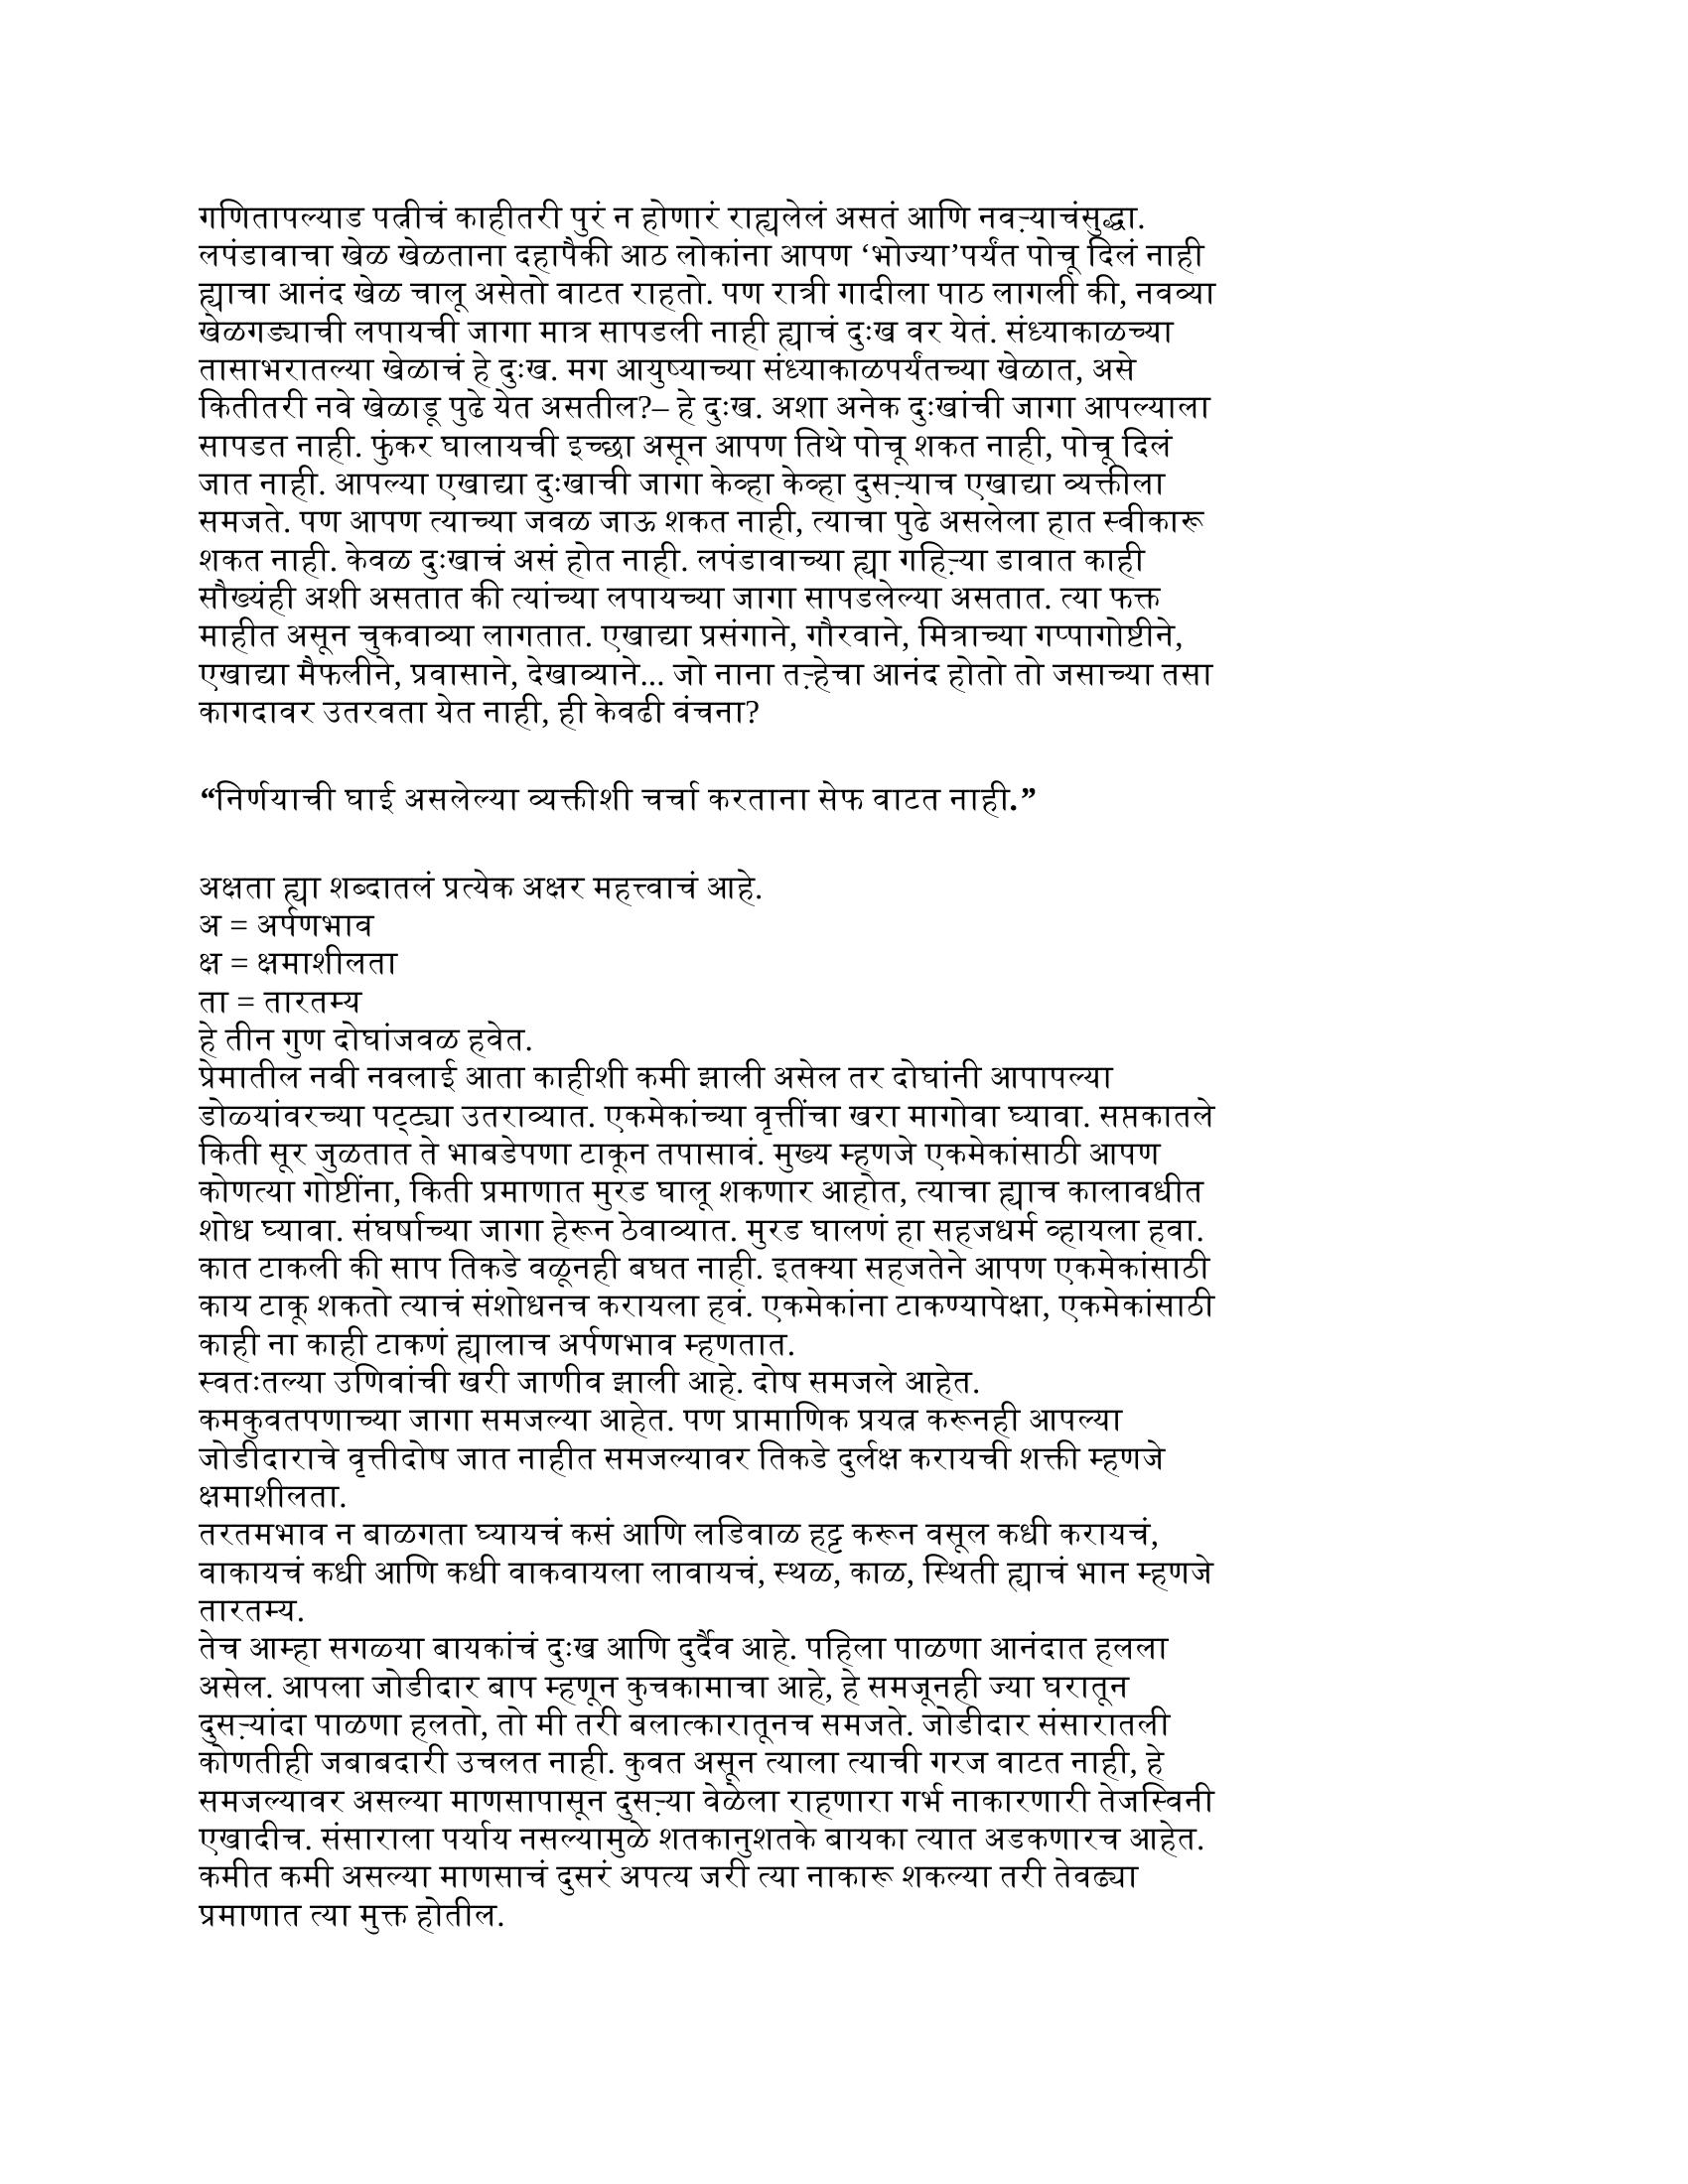 गणितापल्याड पत्नीचं काहीतरी पुरं न होणारं राह्यलेलं असतं आणि नवऱ्याचंसुद्धा.
लपंडावाचा खेळ खेळताना दहापैकी आठ लोकांना आपण ‘भोज्या’पर्यंत पोचू दिलं नाही
ह्याचा आनंद खेळ चालू असेतो वाटत राहतो. पण रात्री गादीला पाठ लागली की, नवव्या
खेळगड्याची लपायची जागा मात्र सापडली नाही ह्याचं दुःख वर येतं. संध्याकाळच्या
तासाभरातल्या खेळाचं हे दुःख. मग आयुष्याच्या संध्याकाळपर्यंतच्या खेळात, असे
कितीतरी नवे खेळाडू पुढे येत असतील?– हे दुःख. अशा अनेक दुःखांची जागा आपल्याला
सापडत नाही. फुंकर घालायची इच्छा असून आपण तिथे पोचू शकत नाही, पोचू दिलं
जात नाही. आपल्या एखाद्या दुःखाची जागा केव्हा केव्हा दुसऱ्याच एखाद्या व्यक्तीला
समजते. पण आपण त्याच्या जवळ जाऊ शकत नाही, त्याचा पुढे असलेला हात स्वीकारू
शकत नाही. केवळ दुःखाचं असं होत नाही. लपंडावाच्या ह्या गहिऱ्या डावात काही
सौख्यंही अशी असतात की त्यांच्या लपायच्या जागा सापडलेल्या असतात. त्या फक्त
माहीत असून चुकवाव्या लागतात. एखाद्या प्रसंगाने, गौरवाने, मित्राच्या गप्पागोष्टीने,
एखाद्या मैफलीने, प्रवासाने, देखाव्याने... जो नाना तऱ्हेचा आनंद होतो तो जसाच्या तसा
कागदावर उतरवता येत नाही, ही केवढी वंचना?
“निर्णयाची घाई असलेल्या व्यक्तीशी चर्चा करताना सेफ वाटत नाही.”
अक्षता ह्या शब्दातलं प्रत्येक अक्षर महत्त्वाचं आहे.
अ = अर्पणभाव
क्ष = क्षमाशीलता
ता = तारतम्य
हे तीन गुण दोघांजवळ हवेत.
प्रेमातील नवी नवलाई आता काहीशी कमी झाली असेल तर दोघांनी आपापल्या
डोळ्यांवरच्या पट्ट्या उतराव्यात. एकमेकांच्या वृत्तींचा खरा मागोवा घ्यावा. सप्तकातले
किती सूर जुळतात ते भाबडेपणा टाकून तपासावं. मुख्य म्हणजे एकमेकांसाठी आपण
कोणत्या गोष्टींना, किती प्रमाणात मुरड घालू शकणार आहोत, त्याचा ह्याच कालावधीत
शोध घ्यावा. संघर्षाच्या जागा हेरून ठेवाव्यात. मुरड घालणं हा सहजधर्म व्हायला हवा.
कात टाकली की साप तिकडे वळूनही बघत नाही. इतक्या सहजतेने आपण एकमेकांसाठी
काय टाकू शकतो त्याचं संशोधनच करायला हवं. एकमेकांना टाकण्यापेक्षा, एकमेकांसाठी
काही ना काही टाकणं ह्यालाच अर्पणभाव म्हणतात.
स्वतःतल्या उणिवांची खरी जाणीव झाली आहे. दोष समजले आहेत.
कमकुवतपणाच्या जागा समजल्या आहेत. पण प्रामाणिक प्रयत्न करूनही आपल्या
जोडीदाराचे वृत्तीदोष जात नाहीत समजल्यावर तिकडे दुर्लक्ष करायची शक्ती म्हणजे
क्षमाशीलता.
तरतमभाव न बाळगता घ्यायचं कसं आणि लडिवाळ हट्ट करून वसूल कधी करायचं,
वाकायचं कधी आणि कधी वाकवायला लावायचं, स्थळ, काळ, स्थिती ह्याचं भान म्हणजे
तारतम्य.
तेच आम्हा सगळ्या बायकांचं दुःख आणि दुर्दैव आहे. पहिला पाळणा आनंदात हलला
असेल. आपला जोडीदार बाप म्हणून कुचकामाचा आहे, हे समजूनही ज्या घरातून
दुसऱ्यांदा पाळणा हलतो, तो मी तरी बलात्कारातूनच समजते. जोडीदार संसारातली
कोणतीही जबाबदारी उचलत नाही. कुवत असून त्याला त्याची गरज वाटत नाही, हे
समजल्यावर असल्या माणसापासून दुसऱ्या वेळेला राहणारा गर्भ नाकारणारी तेजस्विनी
एखादीच. संसाराला पर्याय नसल्यामुळे शतकानुशतके बायका त्यात अडकणारच आहेत.
कमीत कमी असल्या माणसाचं दुसरं अपत्य जरी त्या नाकारू शकल्या तरी तेवढ्या
प्रमाणात त्या मुक्त होतील.